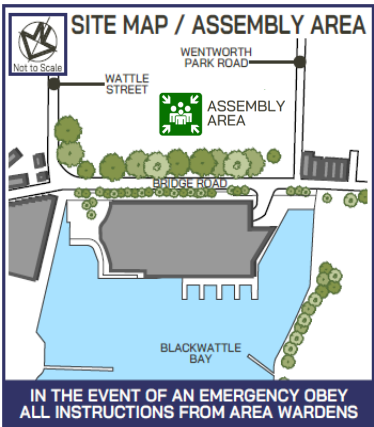 SITE MAP / ASSEMBLY AREA
Not to Scale
WENTWORTH
PARK ROAD
WATTLE
STREET
ASSEMBLY
AREA
BRIDGE ROAD
BLACKWATTLE
BAY
IN THE EVENT OF AN EMERGENCY OBEY
ALL INSTRUCTIONS FROM AREA WARDENS